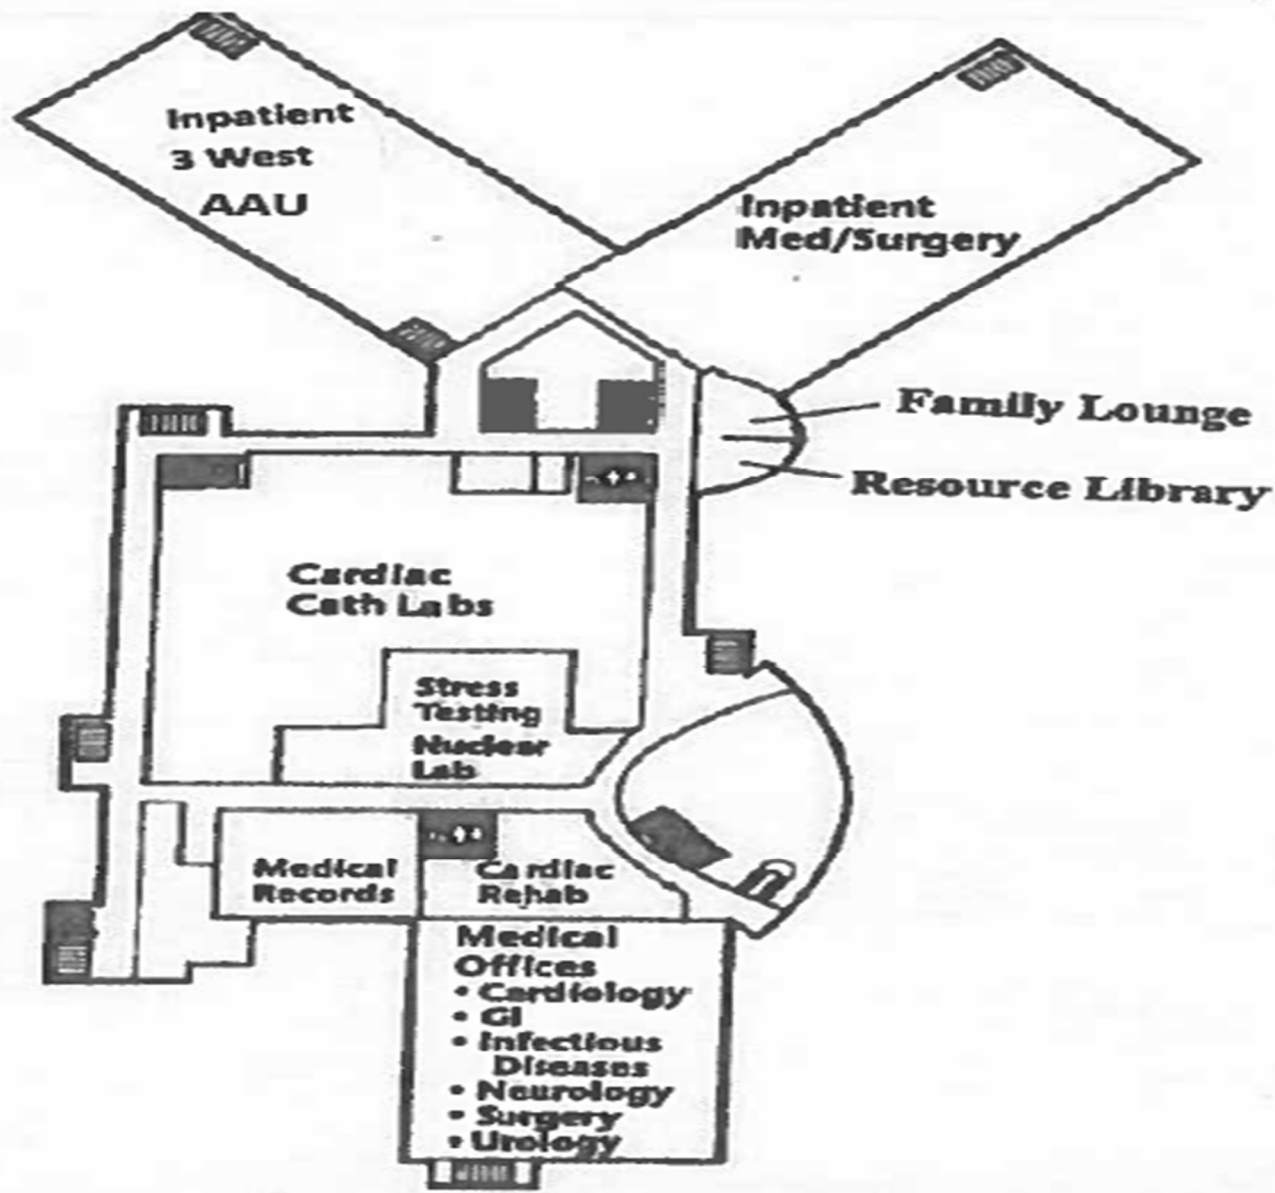 Inpatient
3 West
AAU
Inpatient
Med/Surgery
Family Lounge
Resource Library
Cardiac
Cath Labs
Stress
Testing
Nuclear
Lab
Medical
Records
Cardiac
Rehab
Medical
Offices
• Cardiology
• GI
• Infectious
Diseases
• Neurology
• Surgery
• Urology